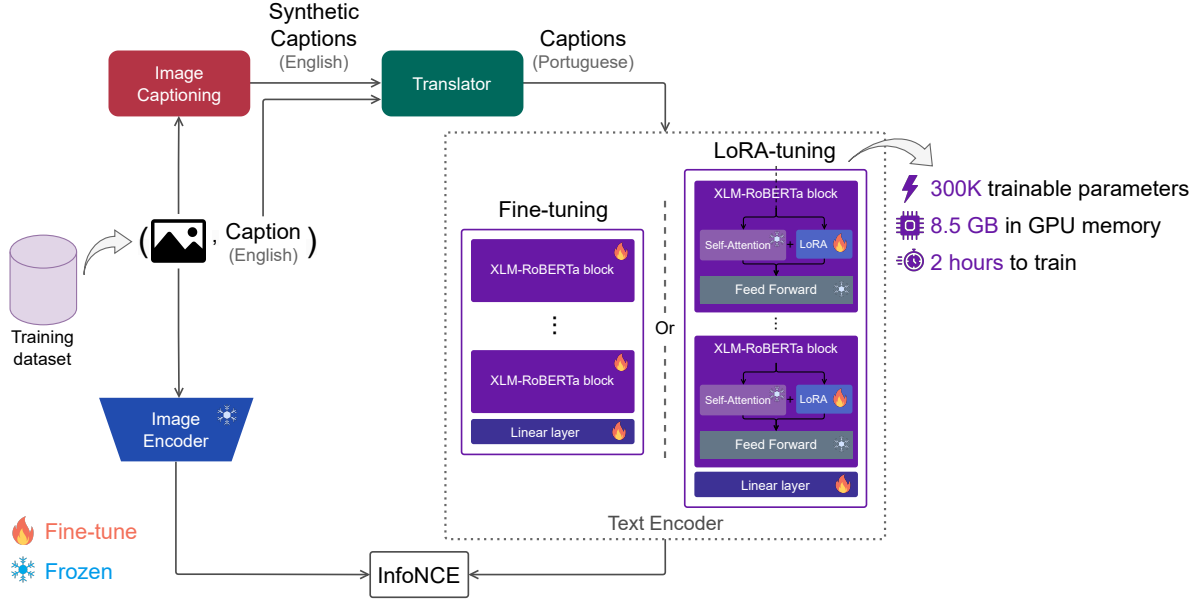 Synthetic
Captions
(English)
Captions
(Portuguese)
Image
Captioning
Translator
( , Caption )
(English)
Training
dataset
Image
Encoder
Fine-tuning
XLM-RoBERTa block
⋮
XLM-RoBERTa block
Linear layer
Or
LoRA-tuning
XLM-RoBERTa block
Self-Attention + LoRA
Feed Forward
⋮
XLM-RoBERTa block
Self-Attention + LoRA
Feed Forward
Linear layer
Text Encoder
300K trainable parameters
8.5 GB in GPU memory
2 hours to train
Fine-tune
Frozen
InfoNCE